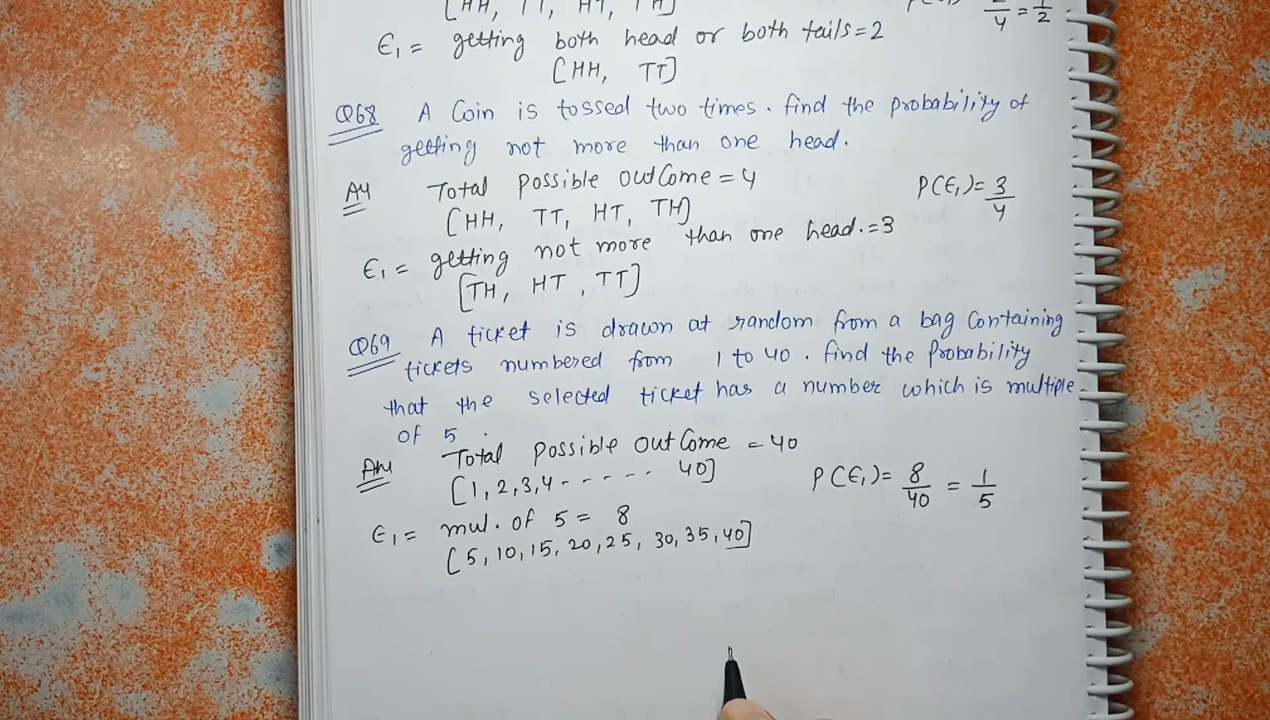 [HH, TT, HT, TH]
2/4 = 1/2
E₁ = getting both head or both tails = 2
[HH, TT]
Q68 A Coin is tossed two times. find the probability of
getting not more than one head.
Total possible outCome = 4
[HH, TT, HT, TH]
P(E₁) = 3/4
E₁ = getting not more than one head. = 3
[TH, HT, TT]
Q69 A ticket is drawn at random from a bag Containing
tickets numbered from 1 to 40. find the Probability
that the selected ticket has a number which is multiple
of 5
Ans Total possible outCome = 40
[1, 2, 3, 4 - - - - - - 40]
P(E₁) = 8/40 = 1/5
E₁ = mul. of 5 = 8
[5, 10, 15, 20, 25, 30, 35, 40]